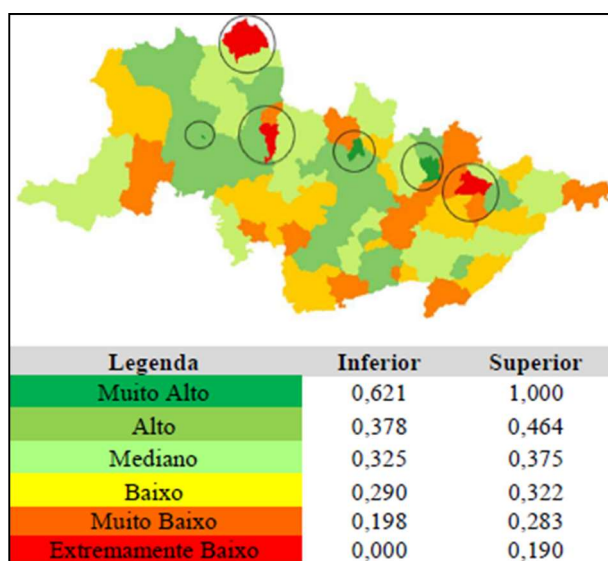 Legenda Inferior Superior
Muito Alto 0,621 1,000
Alto 0,378 0,464
Mediano 0,325 0,375
Baixo 0,290 0,322
Muito Baixo 0,198 0,283
Extremamente Baixo 0,000 0,190